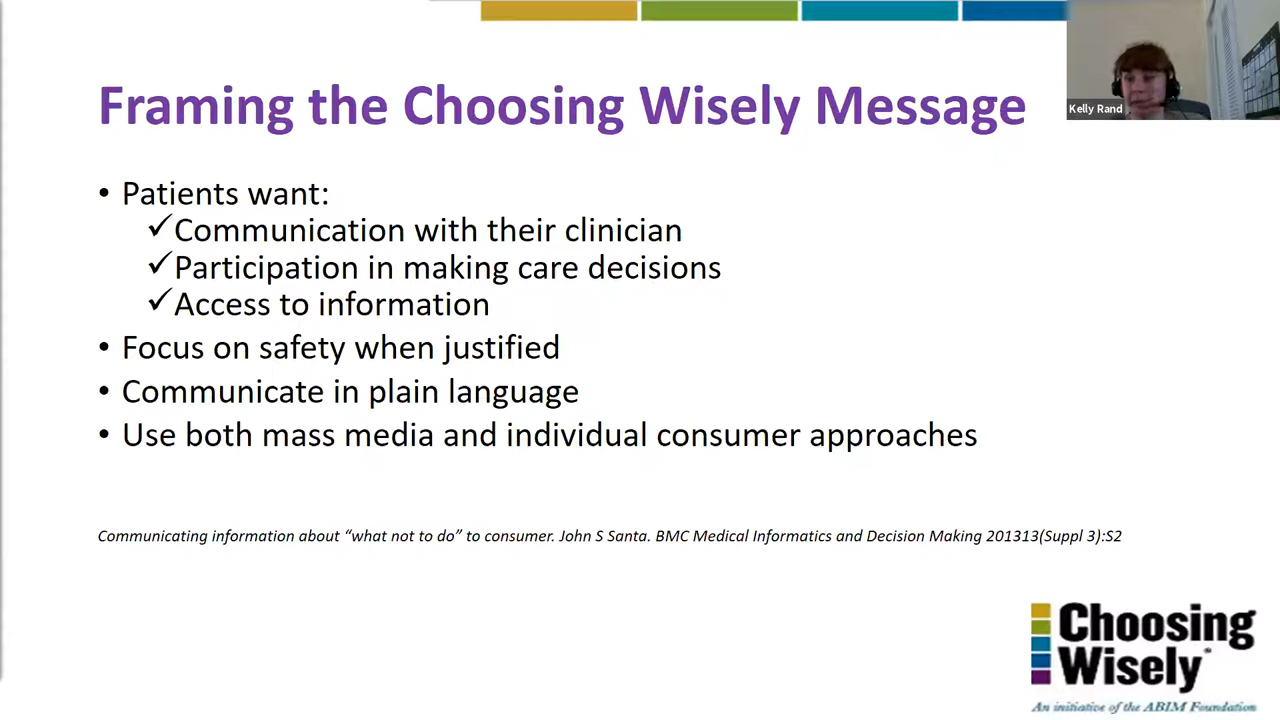 Framing the Choosing Wisely Message
Kelly Rand
• Patients want:
✓Communication with their clinician
✓Participation in making care decisions
✓Access to information
• Focus on safety when justified
• Communicate in plain language
• Use both mass media and individual consumer approaches
Communicating information about “what not to do” to consumer. John S Santa. BMC Medical Informatics and Decision Making 201313(Suppl 3):S2
Choosing
Wisely
An initiative of the ABIM Foundation